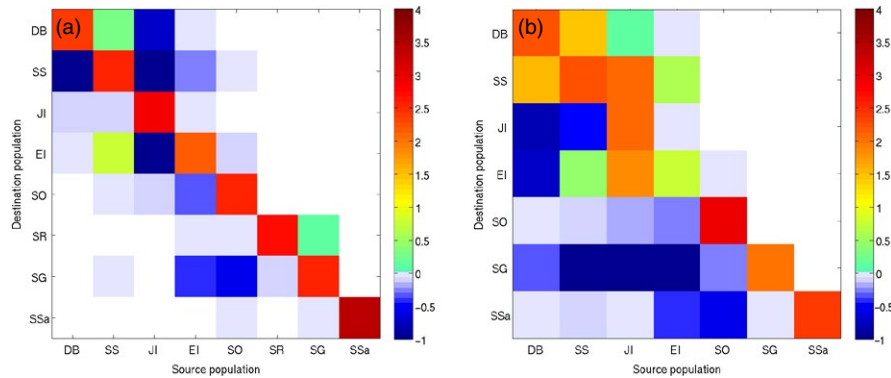 (a)
DB
SS
JI
EI
SO
SR
SG
SSa
Destination population
DB SS JI EI SO SR SG SSa
Source population
4
3.5
3
2.5
2
1.5
1
0.5
0
-0.5
-1
(b)
DB
SS
JI
EI
SO
SG
SSa
Destination population
DB SS JI EI SO SG SSa
Source population
4
3.5
3
2.5
2
1.5
1
0.5
0
-0.5
-1